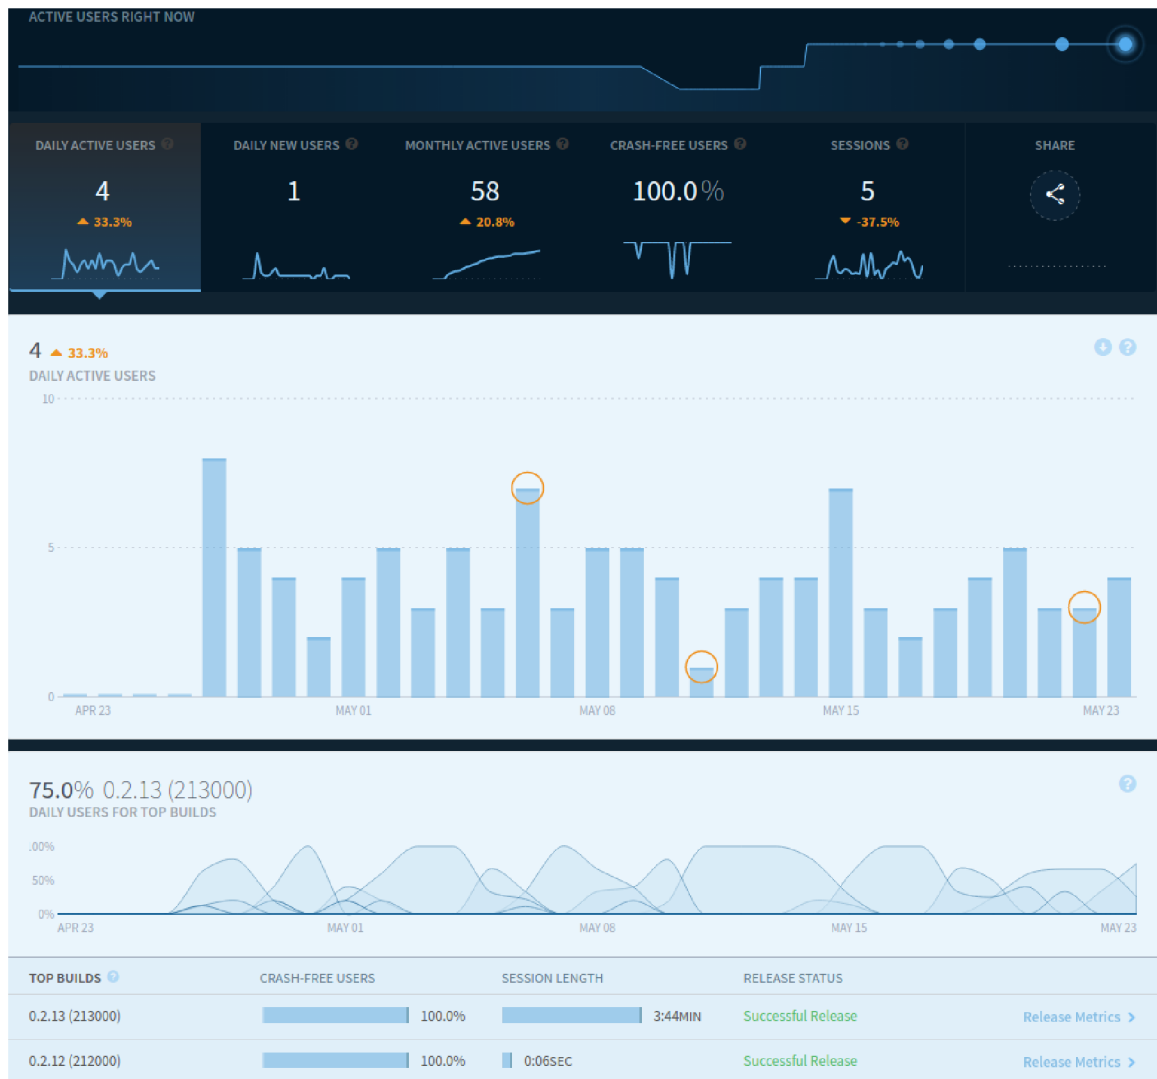 ACTIVE USERS RIGHT NOW
DAILY ACTIVE USERS ? DAILY NEW USERS ? MONTHLY ACTIVE USERS ? CRASH-FREE USERS ? SESSIONS ? SHARE
4 1 58 100.0% 5
33.3% 20.8% -37.5%
4 33.3% ?
DAILY ACTIVE USERS
10
5
0
APR 23 MAY 01 MAY 08 MAY 15 MAY 23
75.0% 0.2.13 (213000) ?
DAILY USERS FOR TOP BUILDS
.00%
50%
0%
APR 23 MAY 01 MAY 08 MAY 15 MAY 23
TOP BUILDS ? CRASH-FREE USERS SESSION LENGTH RELEASE STATUS
0.2.13 (213000) 100.0% 3:44MIN Successful Release Release Metrics >
0.2.12 (212000) 100.0% 0:06SEC Successful Release Release Metrics >